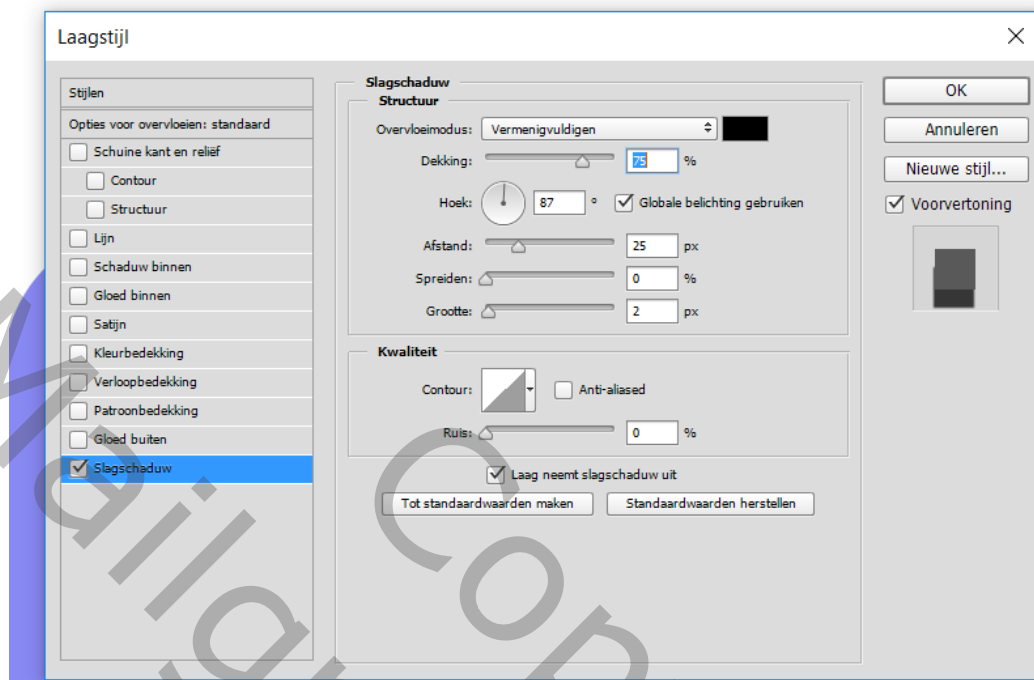 Laagstijl
Stijlen
Opties voor overvloeien: standaard
Schuine kant en reliëf
Contour
Structuur
Lijn
Schaduw binnen
Gloed binnen
Satijn
Kleurbedekking
Verloopbedekking
Patroonbedekking
Gloed buiten
Slagschaduw
Slagschaduw
Structuur
Overvloeimodus: Vermenigvuldigen
Dekking: 75 %
Hoek: 87 ° Globale belichting gebruiken
Afstand: 25 px
Spreiden: 0 %
Grootte: 2 px
Kwaliteit
Contour: Anti-aliased
Ruis: 0 %
Laag neemt slagschaduw uit
Tot standaardwaarden maken Standaardwaarden herstellen
OK
Annuleren
Nieuwe stijl...
Voorvertoning